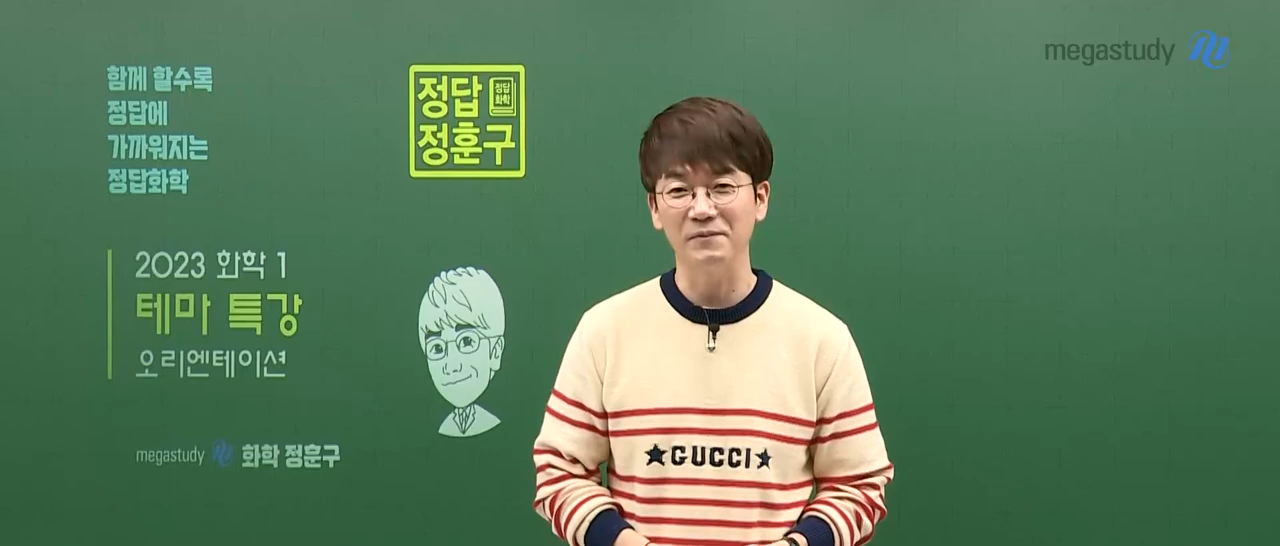 함께 할수록
정답에
가까워지는
정답화학
정답
정답
화학
정훈구
2023 화학 1
테마 특강
오리엔테이션
megastudy
화학 정훈구
megastudy
★GUCCI★